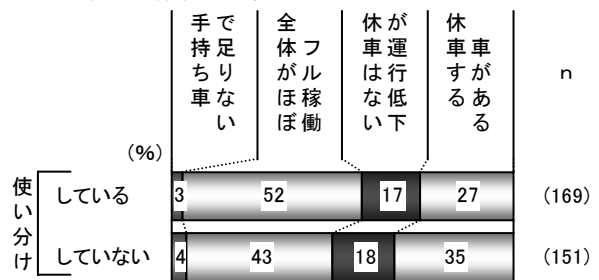 手持ち車
で足りない
全体がほぼ
フル稼働
休車はない
が運行低下
休車する
車がある
n
(%)
使い分け
している
3
52
17
27
(169)
していない
4
43
18
35
(151)